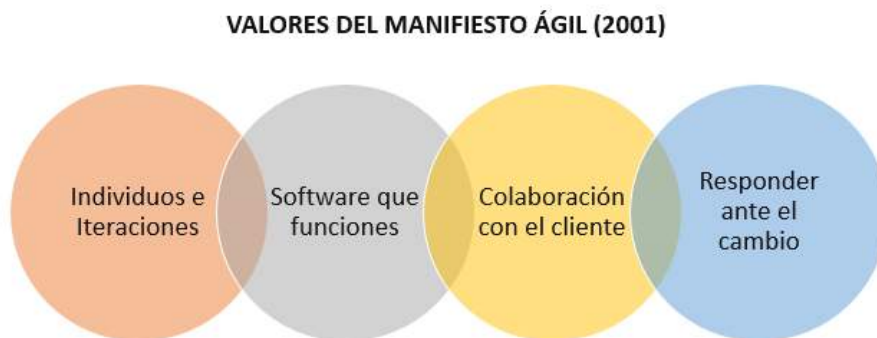 VALORES DEL MANIFIESTO ÁGIL (2001)
Individuos e
Iteraciones
Software que
funciones
Colaboración
con el cliente
Responder
ante el
cambio